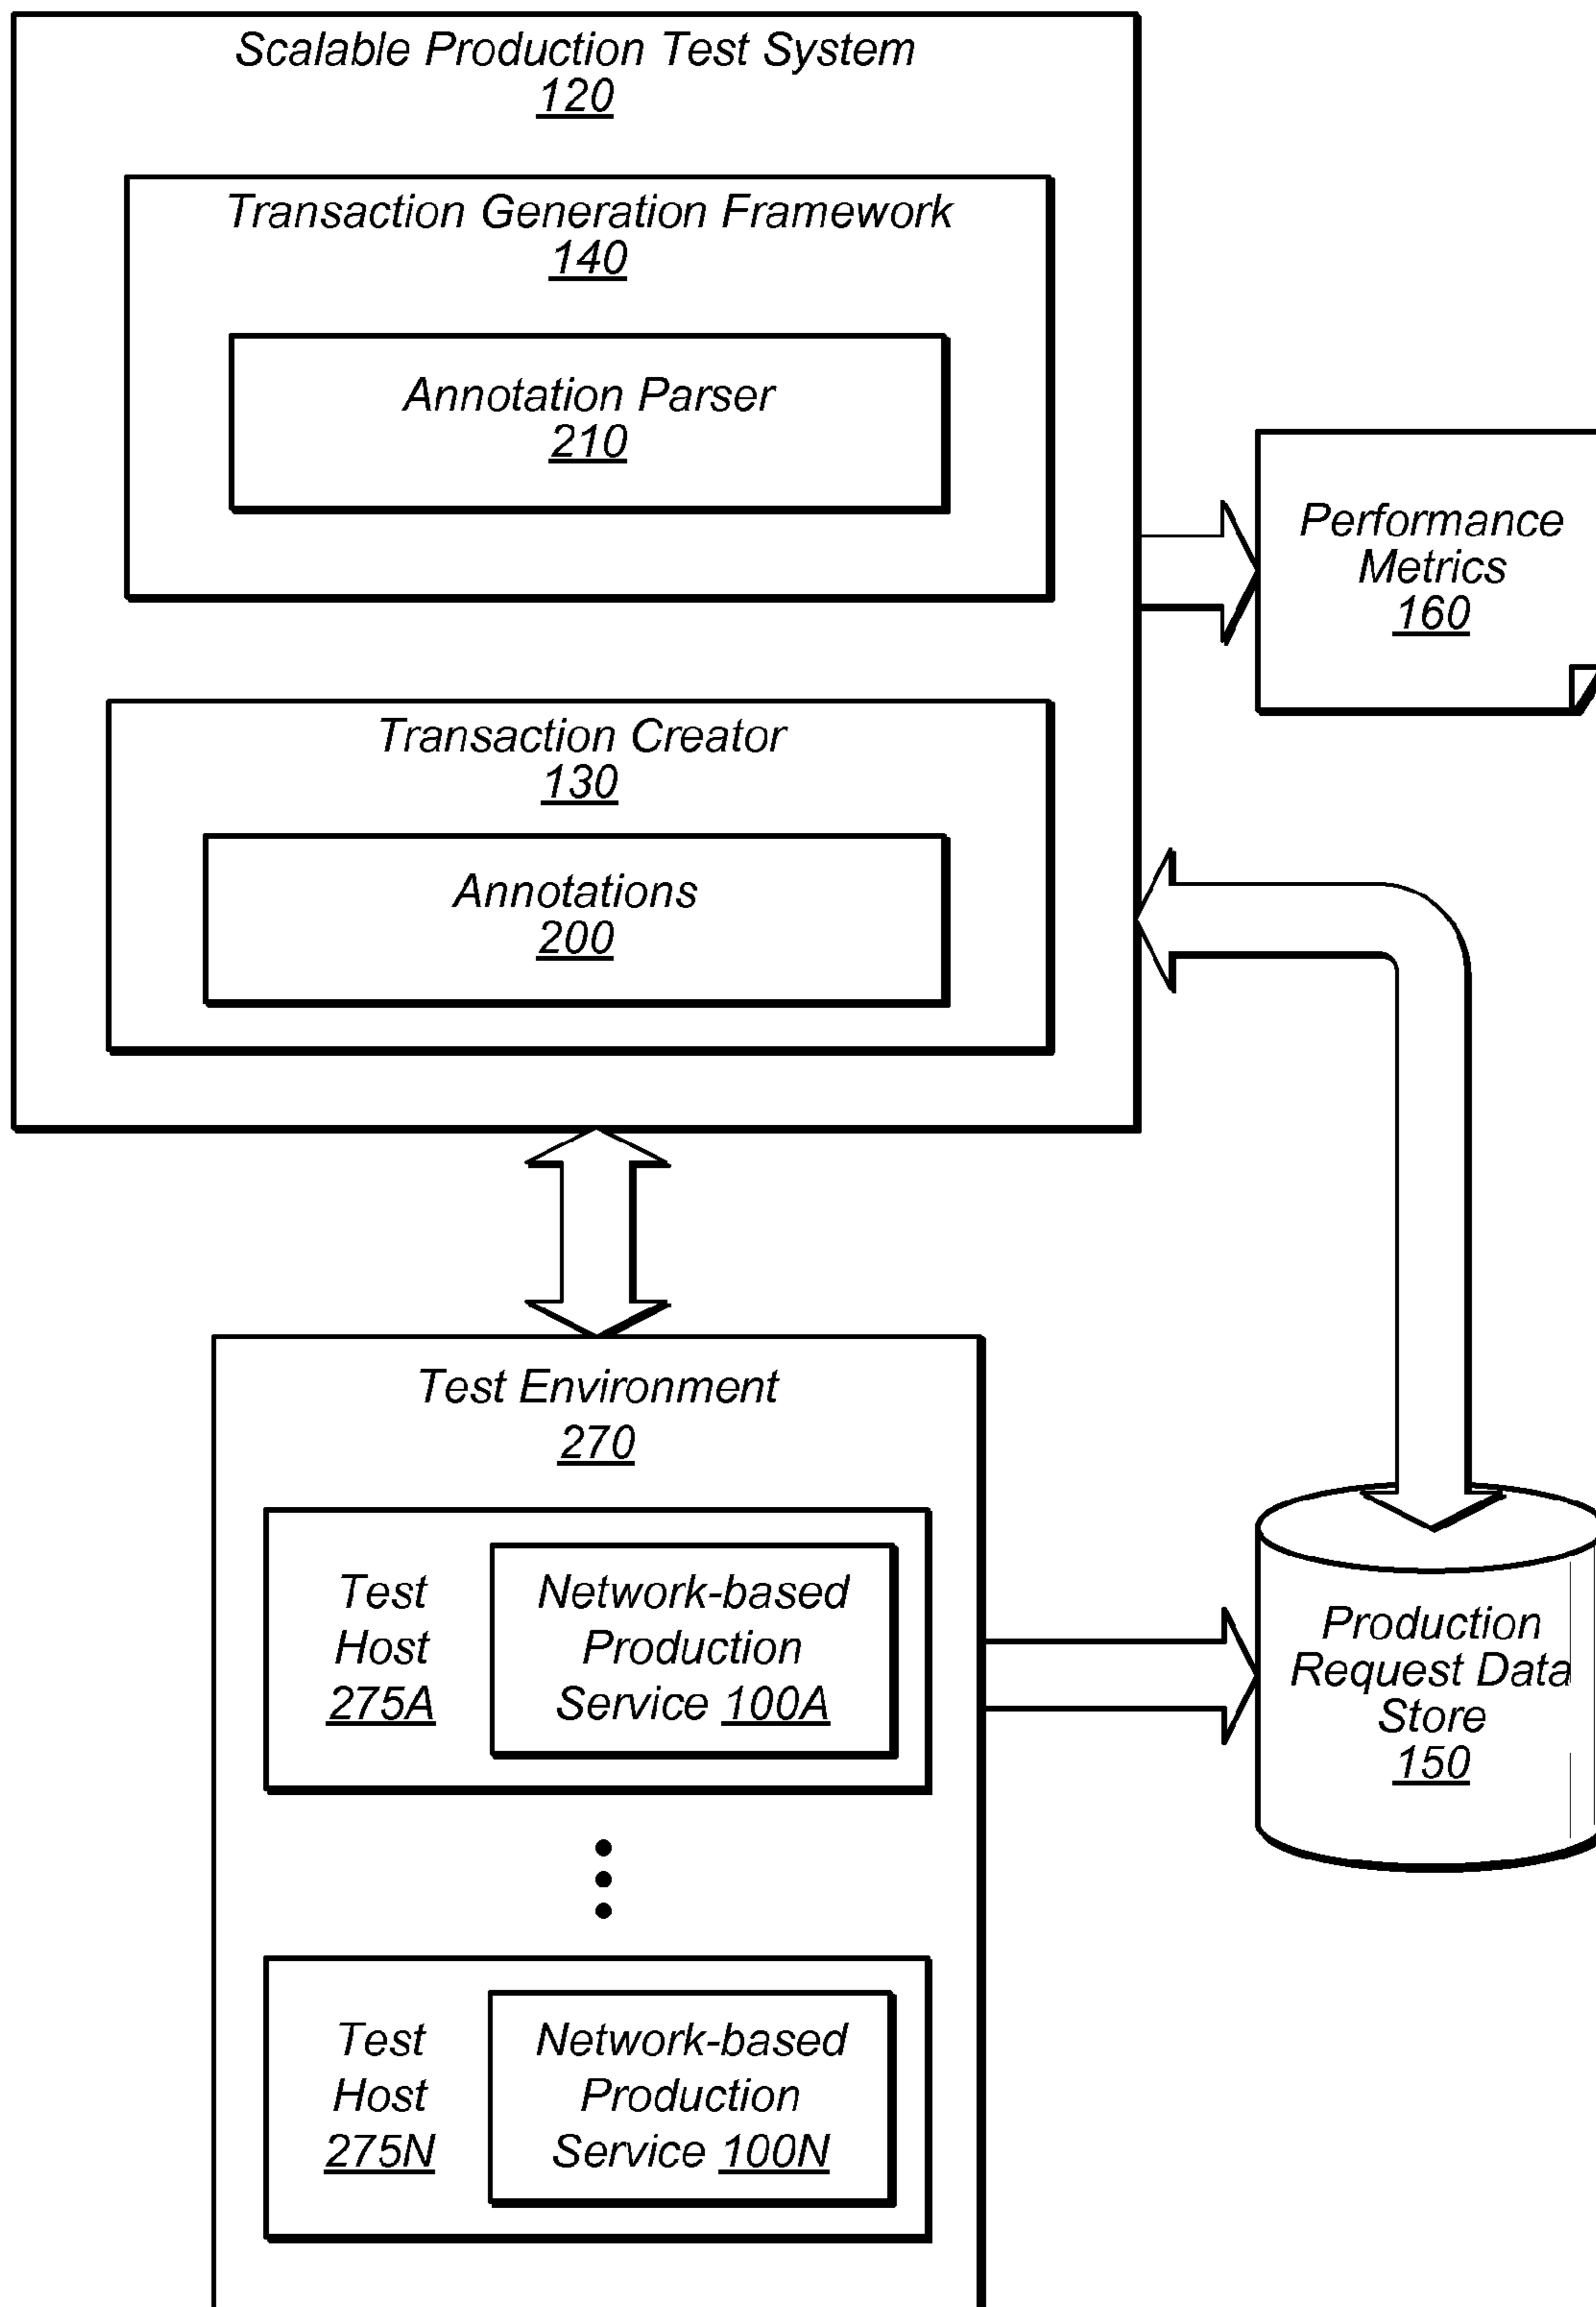 Scalable Production Test System
120
Transaction Generation Framework
140
Annotation Parser
210
Performance
Metrics
160
Transaction Creator
130
Annotations
200
Test Environment
270
Test
Host
275A
Network-based
Production
Service 100A
Production
Request Data
Store
150
Test
Host
275N
Network-based
Production
Service 100N